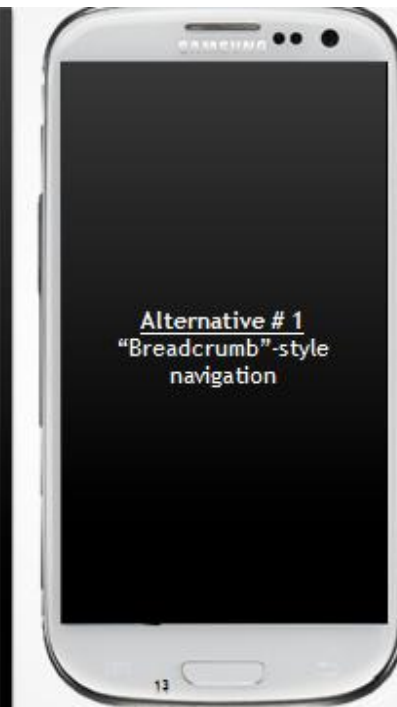 SAMSUNG
Alternative # 1
“Breadcrumb”-style
navigation
13